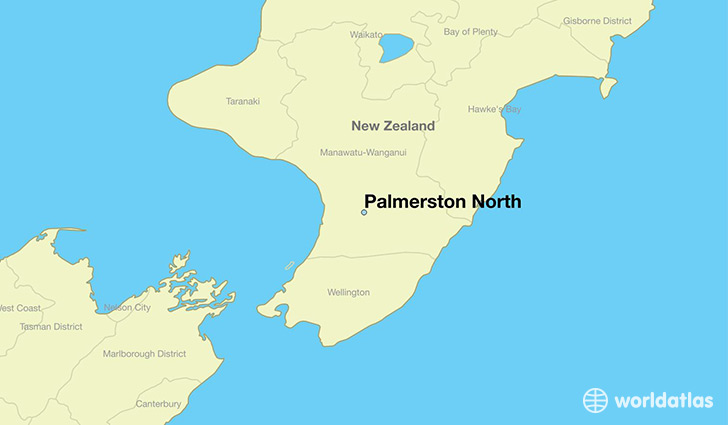 Gisborne District
Bay of Plenty
Waikato
Taranaki
Hawke's Bay
New Zealand
Manawatu-Wanganui
Palmerston North
Wellington
Nelson City
West Coast
Tasman District
Marlborough District
Canterbury
worldatlas